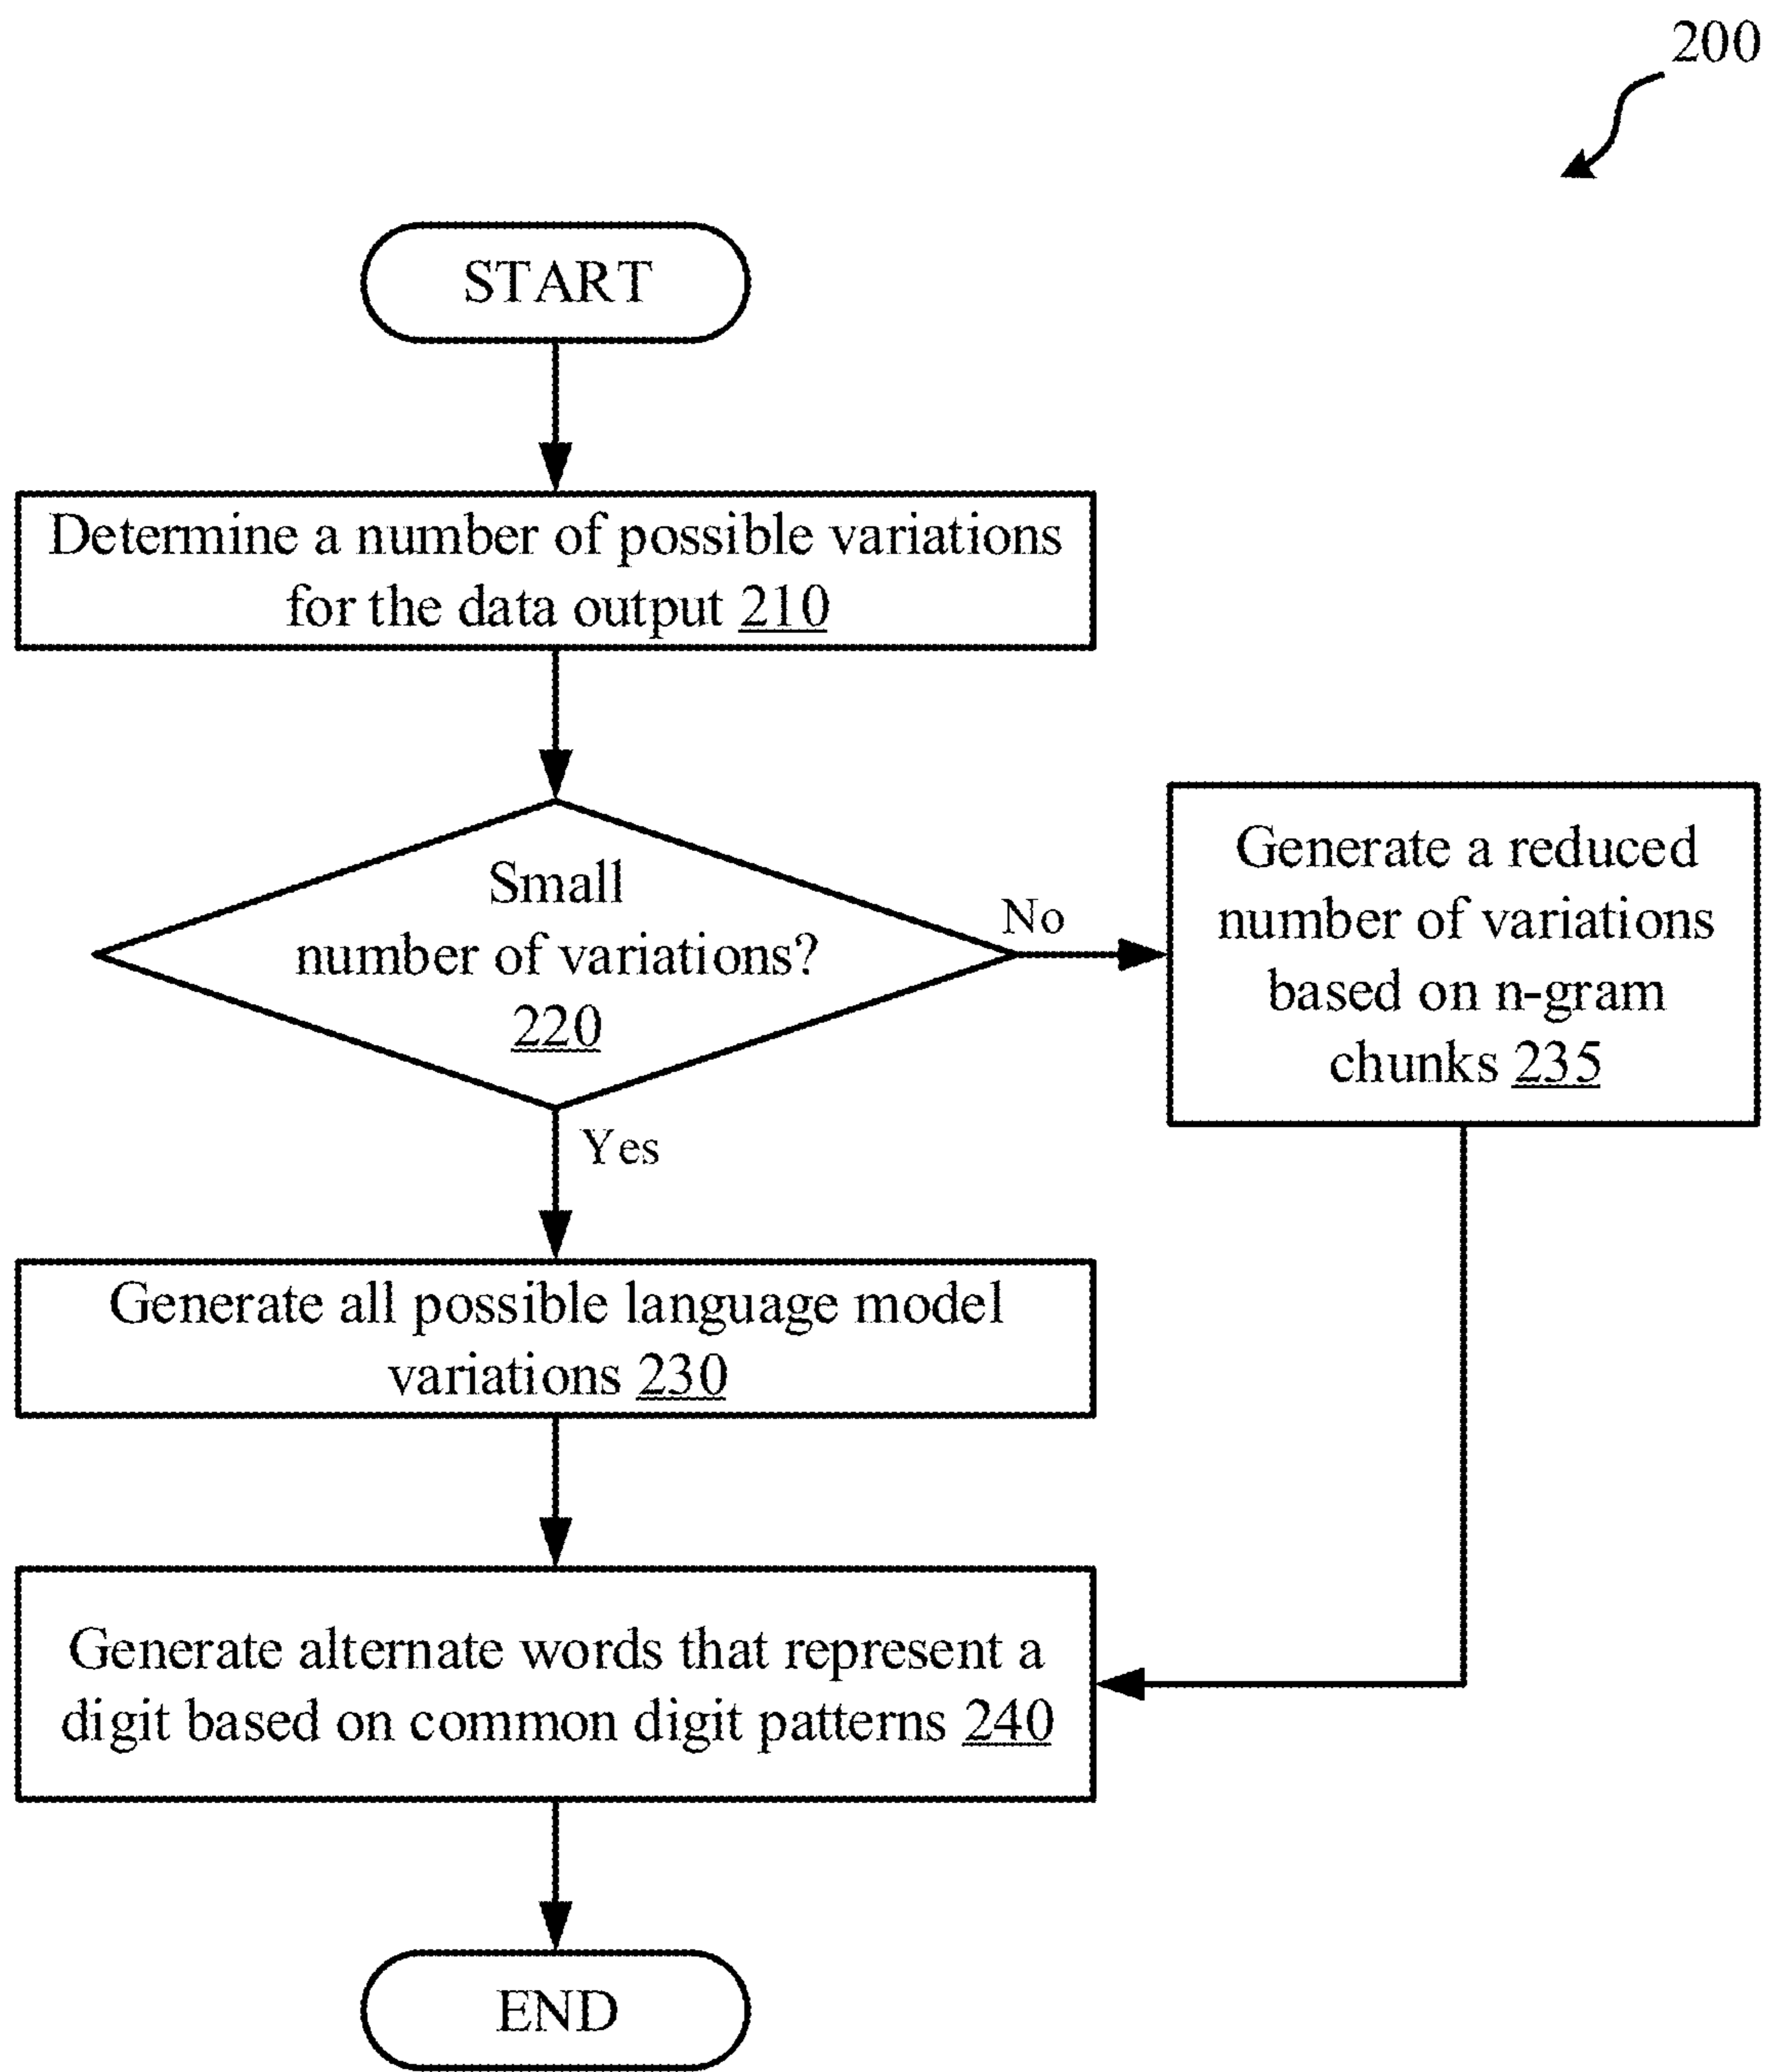 200
START
Determine a number of possible variations
for the data output 210
Small
number of variations?
220
No
Generate a reduced
number of variations
based on n-gram
chunks 235
Yes
Generate all possible language model
variations 230
Generate alternate words that represent a
digit based on common digit patterns 240
END